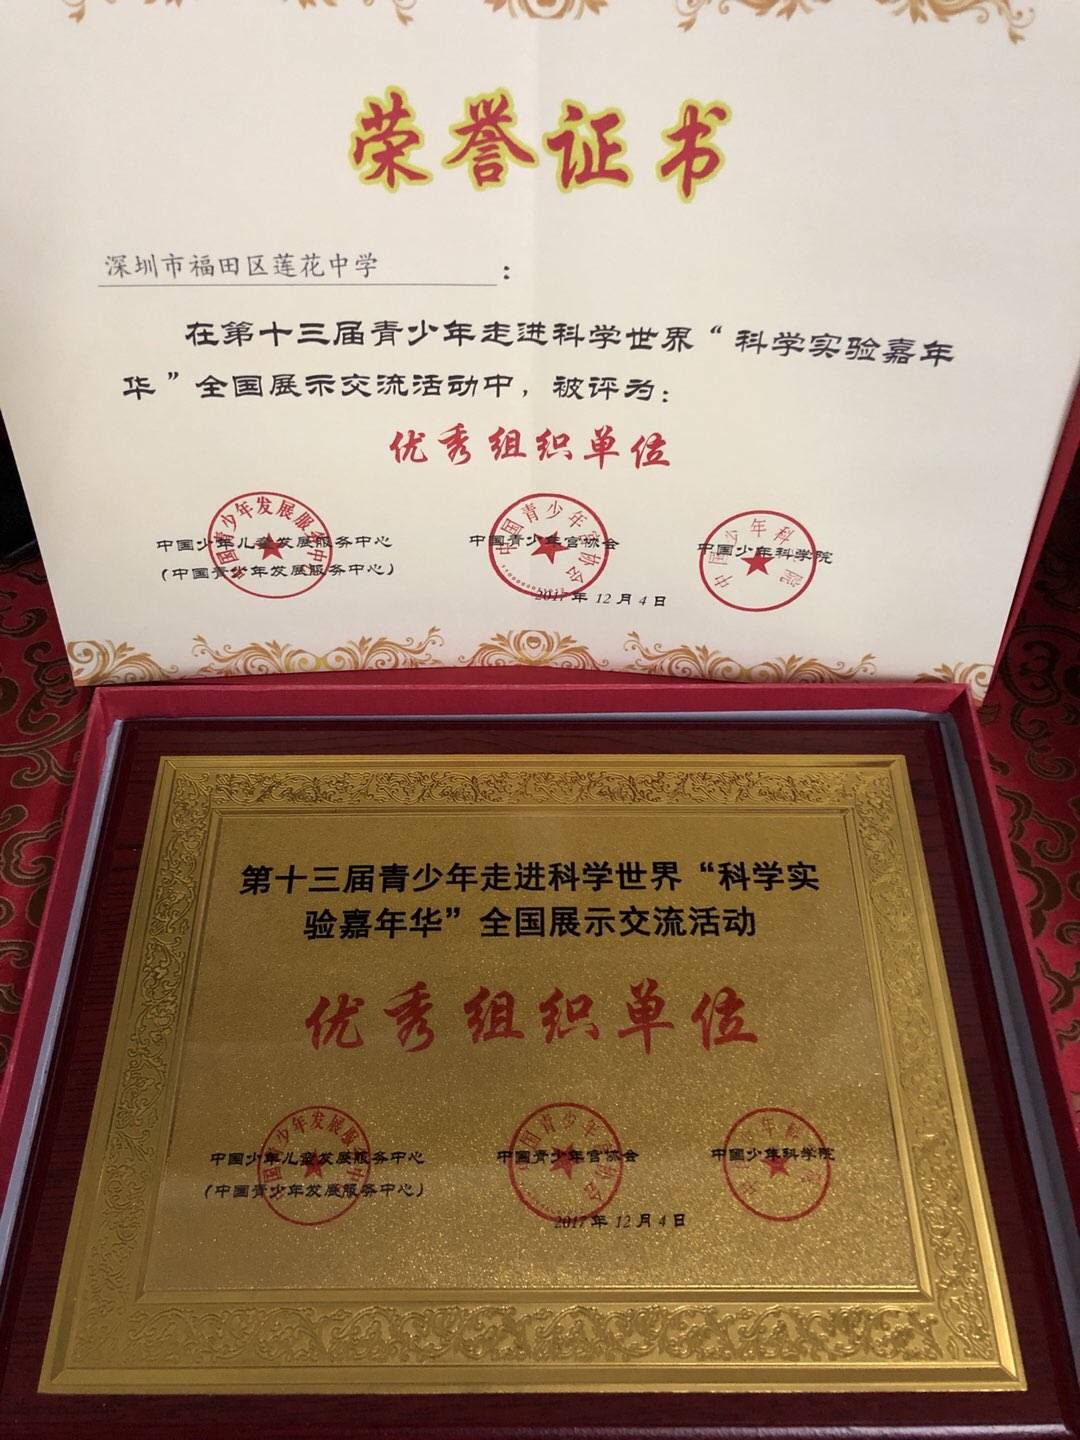 荣誉证书
深圳市福田区莲花中学：
在第十三届青少年走进科学世界“科学实验嘉年
华”全国展示交流活动中，被评为：
优秀组织单位
中国少年儿童发展服务中心 中国青少年宫协会 中国少年科学院
（中国青少年发展服务中心）
2017年12月4日
第十三届青少年走进科学世界“科学实
验嘉年华”全国展示交流活动
优秀组织单位
中国少年儿童发展服务中心 中国青少年宫协会 中国少年科学院
（中国青少年发展服务中心）
2017年12月4日